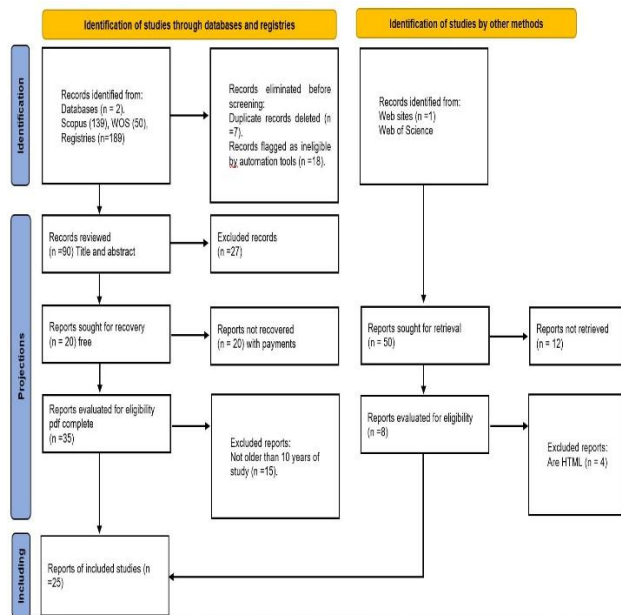 Identification of studies through databases and registries
Identification of studies by other methods
Identification
Records identified from:
Databases (n = 2).
Scopus (139), WOS (50),
Registries (n=189)
Records eliminated before
screening:
Duplicate records deleted (n
=7).
Records flagged as ineligible
by automation tools (n =18).
Records identified from:
Web sites (n =1)
Web of Science
Projections
Records reviewed
(n =90) Title and abstract
Excluded records
(n =27)
Reports sought for recovery
(n = 20) free
Reports not recovered
(n = 20) with payments
Reports sought for retrieval
(n = 50)
Reports not retrieved
(n = 12)
Reports evaluated for eligibility
pdf complete
(n =35)
Excluded reports:
Not older than 10 years of
study (n =15).
Reports evaluated for eligibility
(n =8)
Excluded reports:
Are HTML (n = 4)
Including
Reports of included studies (n
=25)